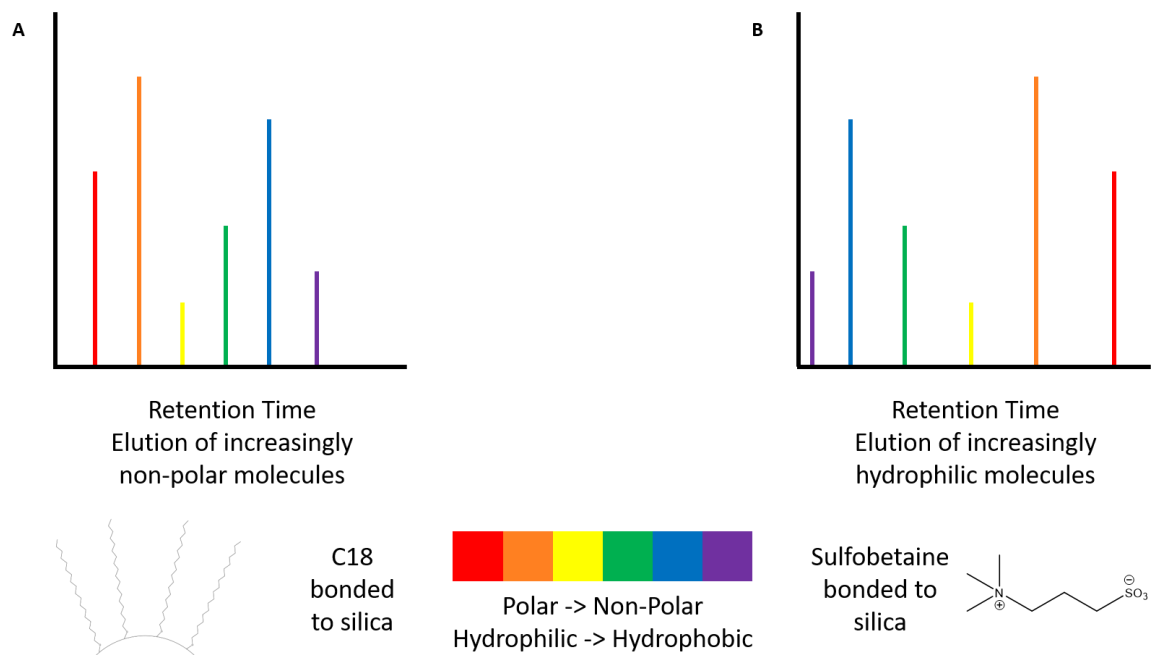 A
B
Retention Time
Elution of increasingly
non-polar molecules
Retention Time
Elution of increasingly
hydrophilic molecules
C18
bonded
to silica
Polar -> Non-Polar
Hydrophilic -> Hydrophobic
Sulfobetaine
bonded to
silica
N
⊕
⊖
SO3